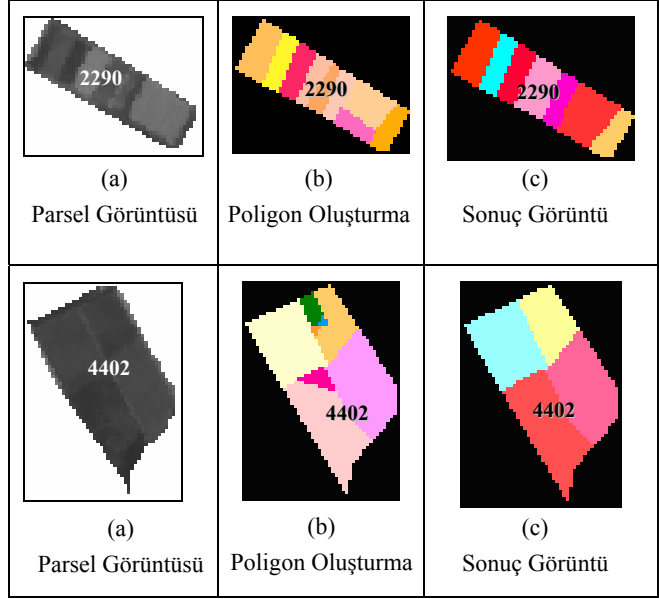 2290 2290 2290
(a) (b) (c)
Parsel Görüntüsü Poligon Oluşturma Sonuç Görüntü
4402 4402 4402
(a) (b) (c)
Parsel Görüntüsü Poligon Oluşturma Sonuç Görüntü